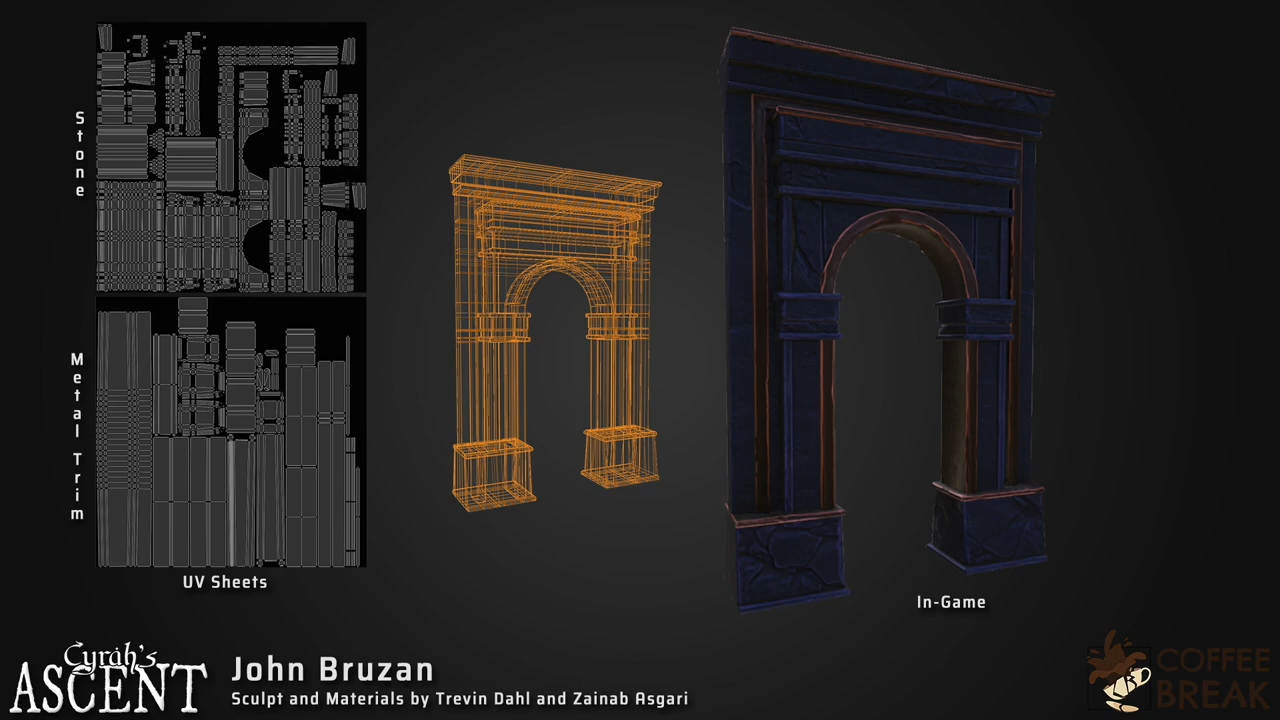 Stone
Metal Trim
UV Sheets
In-Game
Cyrah's
ASCENT
John Bruzan
Sculpt and Materials by Trevin Dahl and Zainab Asgari
COFFEE
BREAK